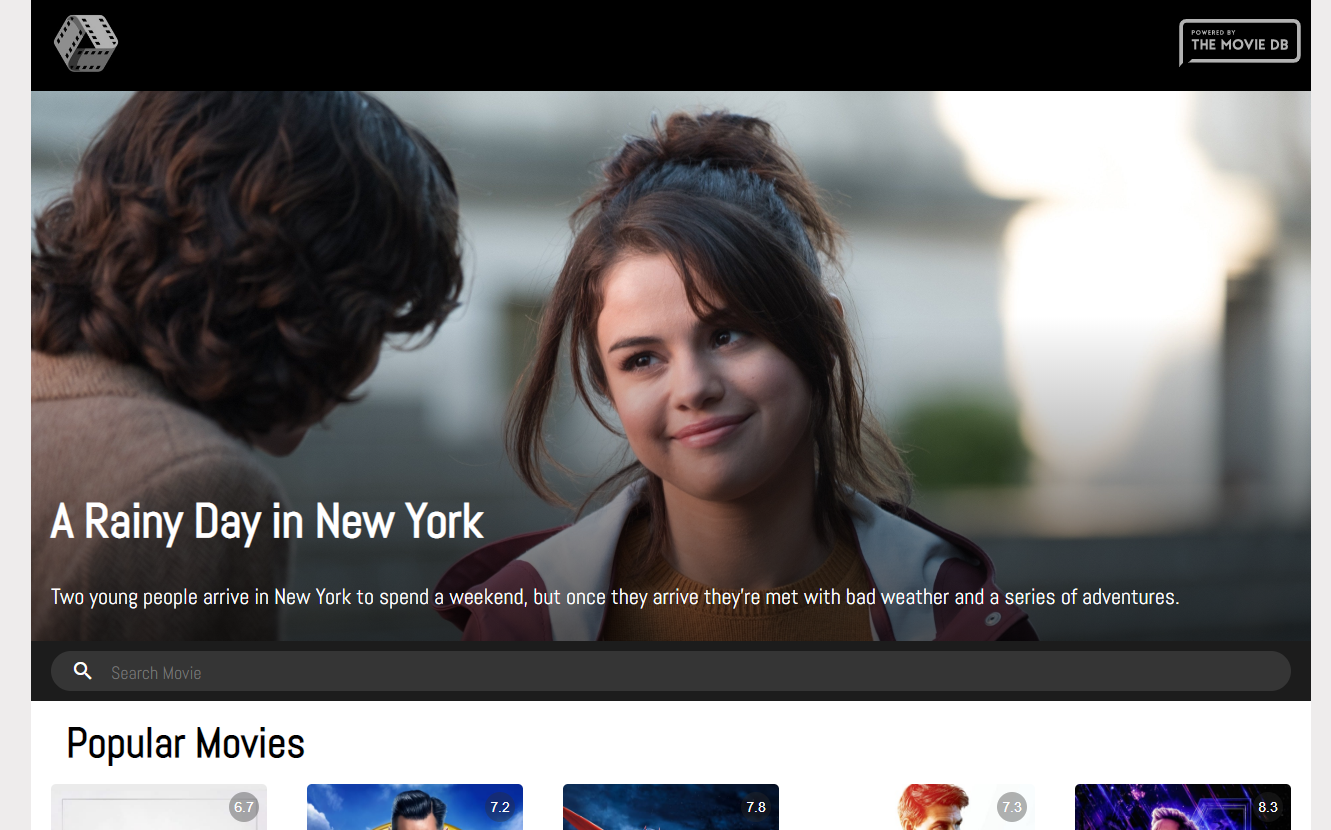 POWERED BY
THE MOVIE DB
A Rainy Day in New York
Two young people arrive in New York to spend a weekend, but once they arrive they're met with bad weather and a series of adventures.
Search Movie
Popular Movies
6.7
7.2
7.8
7.3
8.3